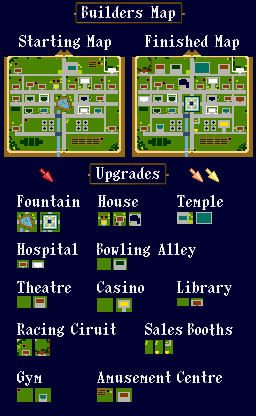 Builders Map
Starting Map Finished Map
Upgrades
Fountain House Temple
Hospital Bowling Alley
Theatre Casino Library
Racing Ciruit Sales Booths
Gym Amusement Centre